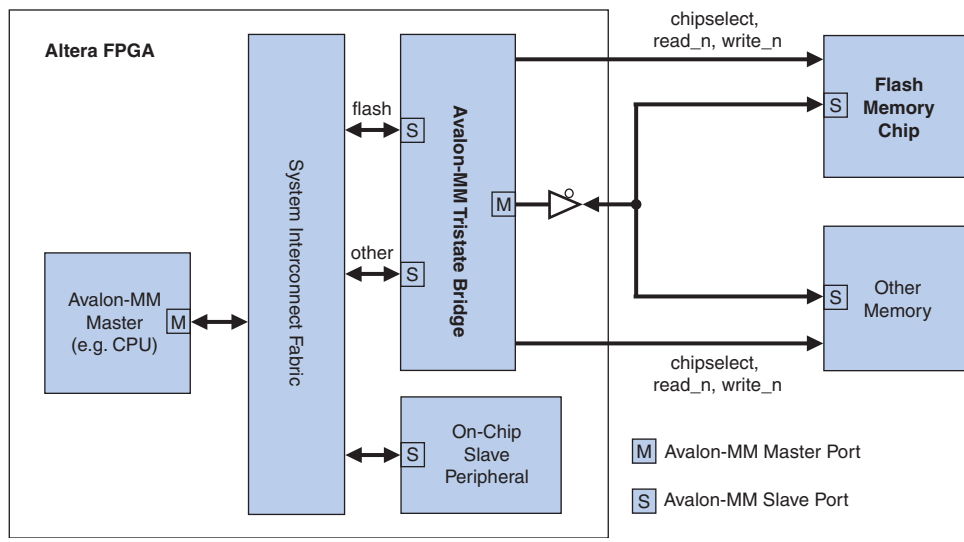 Altera FPGA
chipselect,
read_n, write_n
Flash
Memory
Chip
S
flash
S
Avalon-MM Tristate Bridge
System Interconnect Fabric
M
other
S
Avalon-MM
Master
(e.g. CPU)
M
S
Other
Memory
chipselect,
read_n, write_n
On-Chip
Slave
Peripheral
S
M Avalon-MM Master Port
S Avalon-MM Slave Port